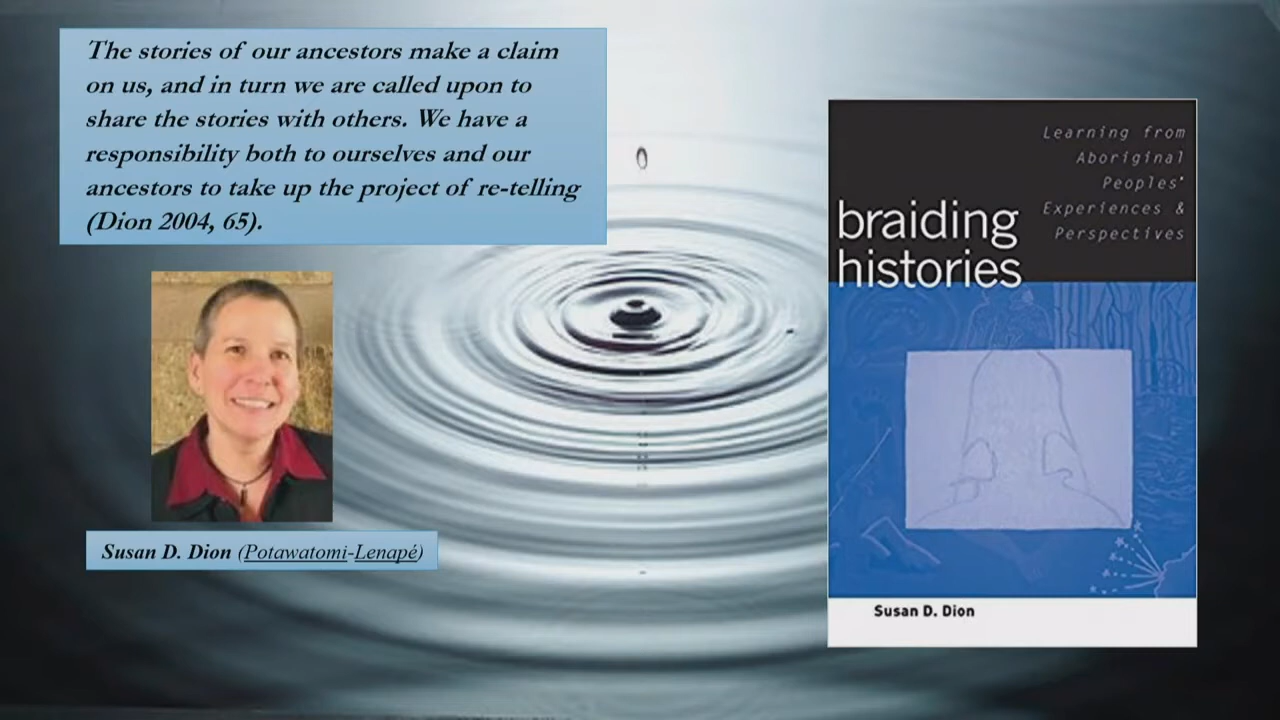 The stories of our ancestors make a claim
on us, and in turn we are called upon to
share the stories with others. We have a
responsibility both to ourselves and our
ancestors to take up the project of re-telling
(Dion 2004, 65).
Susan D. Dion (Potawatomi-Lenapé)
Learning from
Aboriginal
Peoples'
Experiences &
Perspectives
braiding
histories
Susan D. Dion